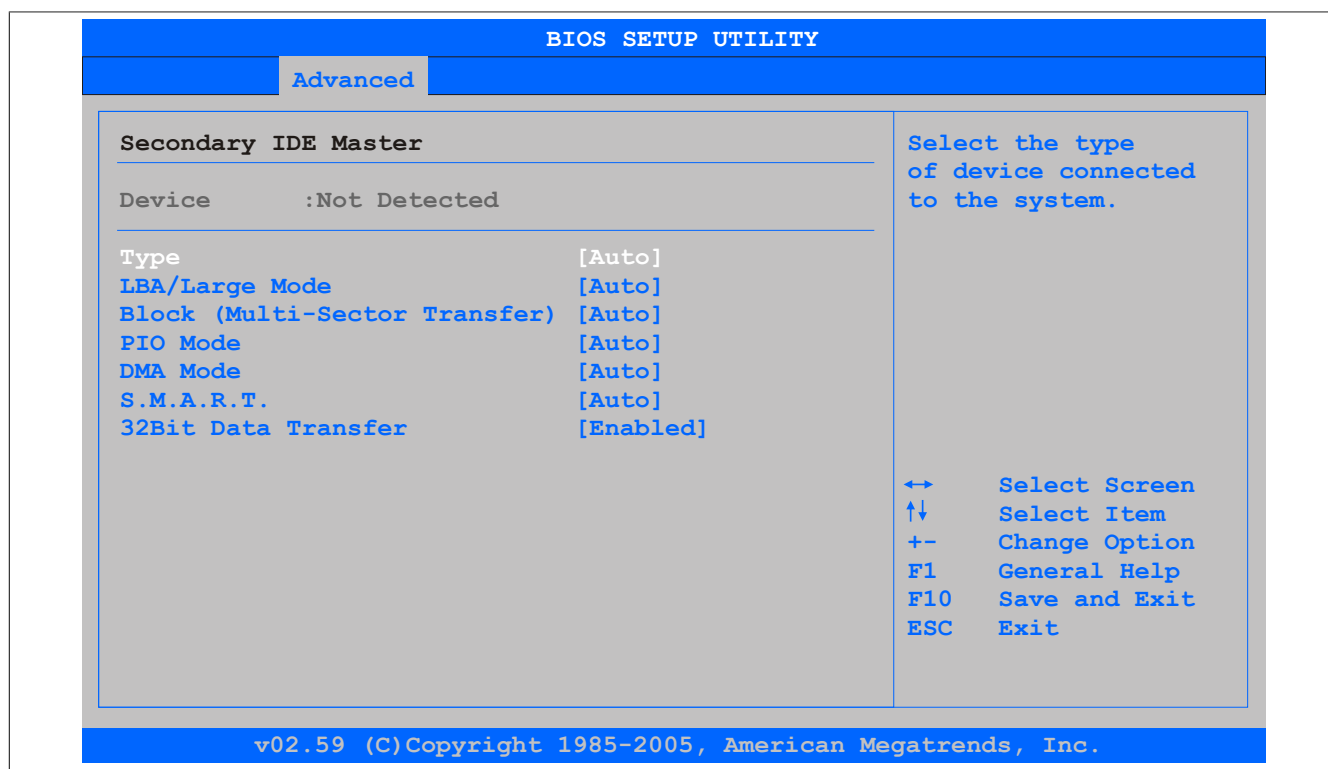 BIOS SETUP UTILITY
Advanced
Secondary IDE Master
Device :Not Detected
Type [Auto]
LBA/Large Mode [Auto]
Block (Multi-Sector Transfer) [Auto]
PIO Mode [Auto]
DMA Mode [Auto]
S.M.A.R.T. [Auto]
32Bit Data Transfer [Enabled]
Select the type
of device connected
to the system.
↔ Select Screen
↑↓ Select Item
+- Change Option
F1 General Help
F10 Save and Exit
ESC Exit
v02.59 (C)Copyright 1985-2005, American Megatrends, Inc.